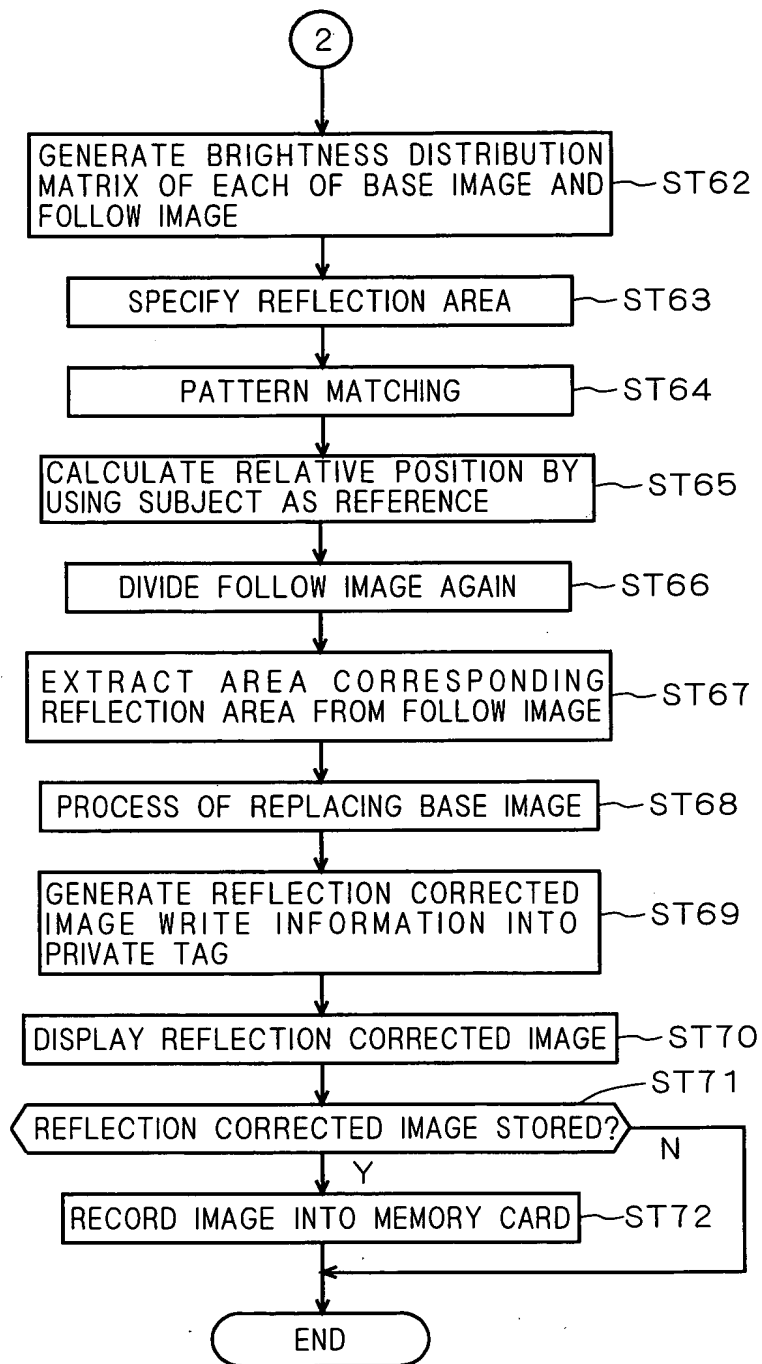 2
GENERATE BRIGHTNESS DISTRIBUTION
MATRIX OF EACH OF BASE IMAGE AND
FOLLOW IMAGE
ST62
SPECIFY REFLECTION AREA
ST63
PATTERN MATCHING
ST64
CALCULATE RELATIVE POSITION BY
USING SUBJECT AS REFERENCE
ST65
DIVIDE FOLLOW IMAGE AGAIN
ST66
EXTRACT AREA CORRESPONDING
REFLECTION AREA FROM FOLLOW IMAGE
ST67
PROCESS OF REPLACING BASE IMAGE
ST68
GENERATE REFLECTION CORRECTED
IMAGE WRITE INFORMATION INTO
PRIVATE TAG
ST69
DISPLAY REFLECTION CORRECTED IMAGE
ST70
ST71
REFLECTION CORRECTED IMAGE STORED?
N
Y
RECORD IMAGE INTO MEMORY CARD
ST72
END